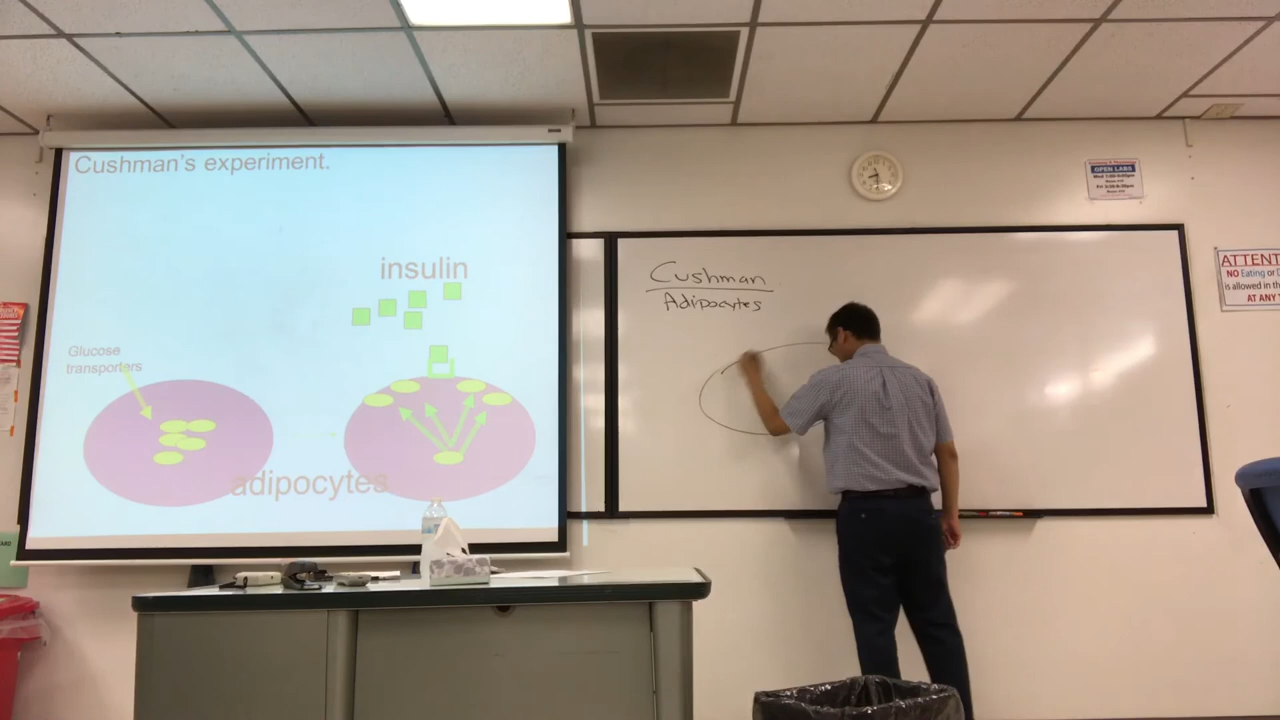 Cushman's experiment.
insulin
Glucose
transporters
adipocytes
Cushman
Adipocytes
OPEN LABS
ATTENT
NO Eating or D
is allowed in th
AT ANY